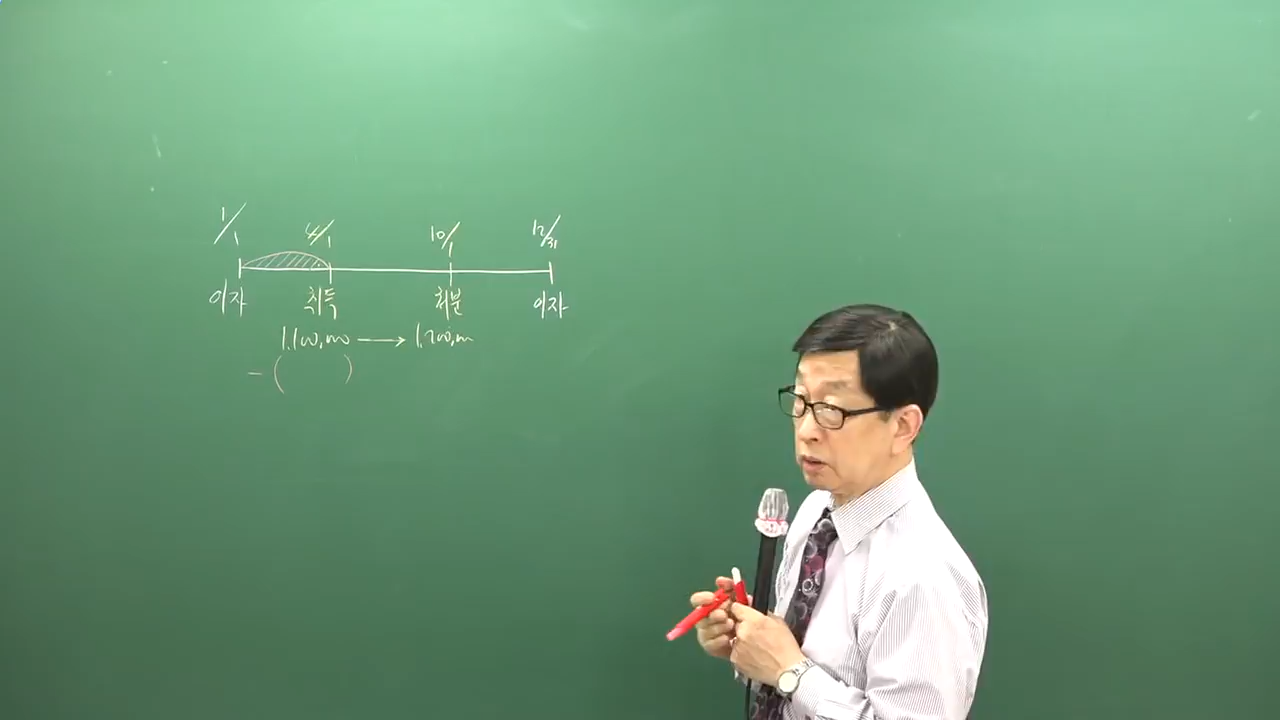 1/1 4/1 10/1 12/31
이자 취득 처분 이자
1,100,000 → 1,200,000
- ( )